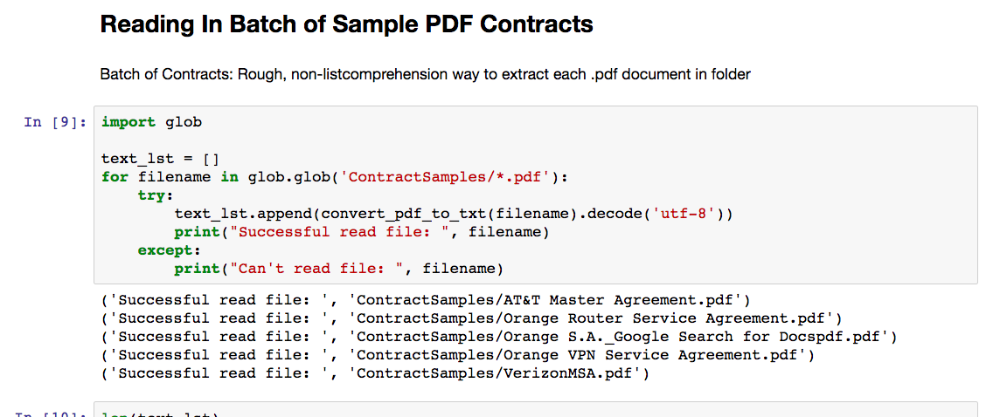 Reading In Batch of Sample PDF Contracts
Batch of Contracts: Rough, non-listcomprehension way to extract each .pdf document in folder
In [9]: import glob
text_lst = []
for filename in glob.glob('ContractSamples/*.pdf'):
    try:
        text_lst.append(convert_pdf_to_txt(filename).decode('utf-8'))
        print("Successful read file: ", filename)
    except:
        print("Can't read file: ", filename)
('Successful read file: ', 'ContractSamples/AT&T Master Agreement.pdf')
('Successful read file: ', 'ContractSamples/Orange Router Service Agreement.pdf')
('Successful read file: ', 'ContractSamples/Orange S.A._Google Search for Docspdf.pdf')
('Successful read file: ', 'ContractSamples/Orange VPN Service Agreement.pdf')
('Successful read file: ', 'ContractSamples/VerizonMSA.pdf')
In [10]: len(text_lst)